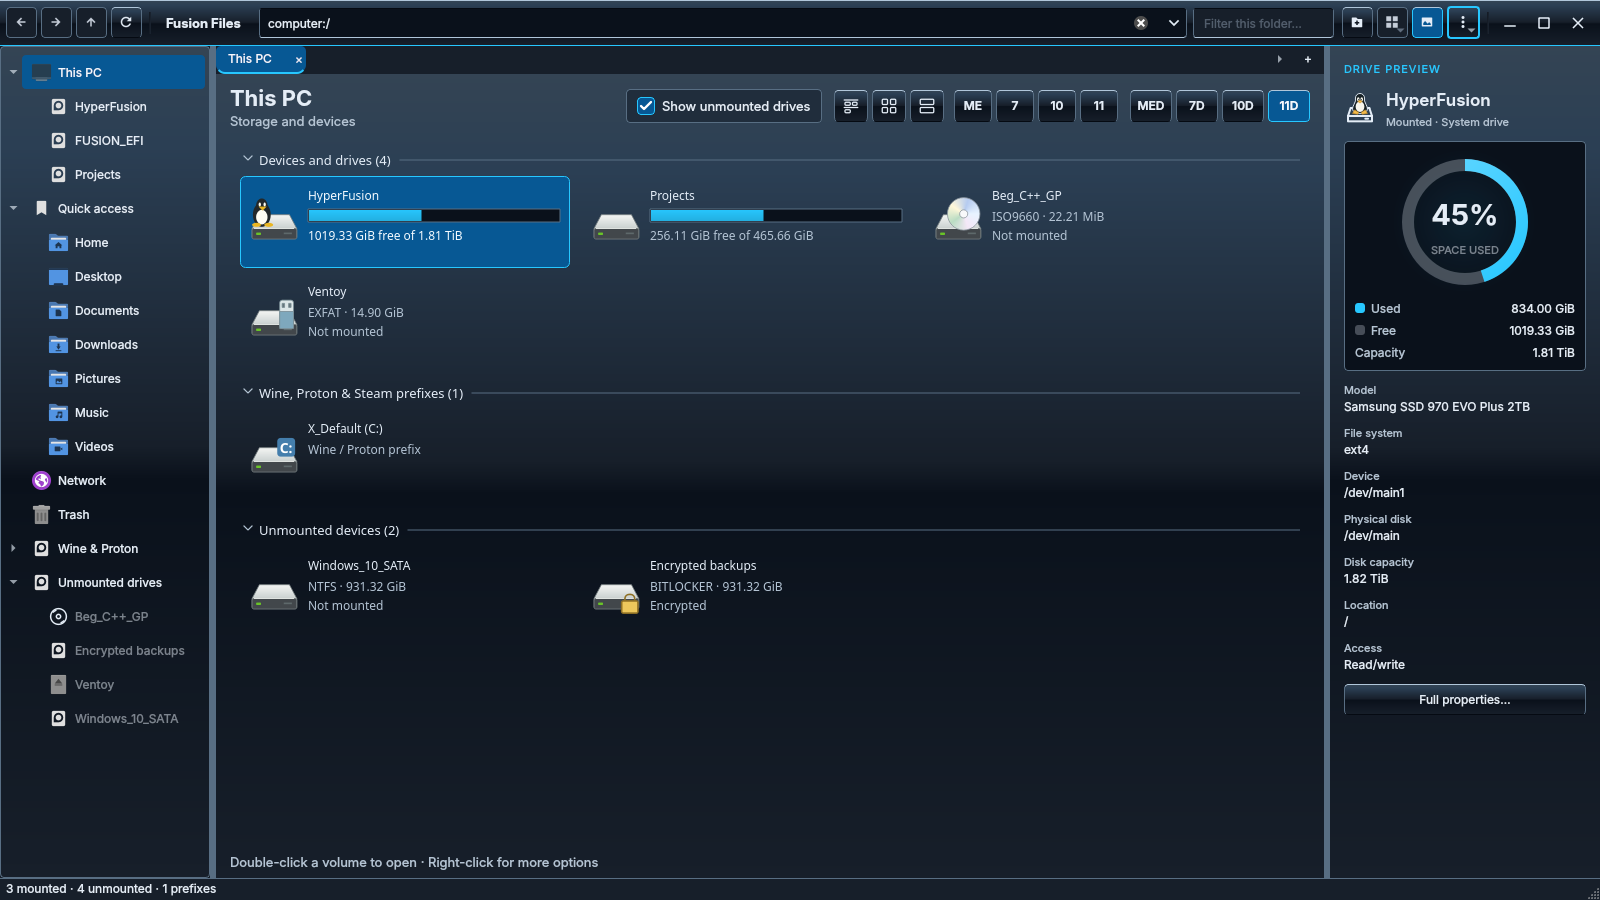 Fusion Files
computer:/
Filter this folder...
This PC
HyperFusion
FUSION_EFI
Projects
Quick access
Home
Desktop
Documents
Downloads
Pictures
Music
Videos
Network
Trash
Wine & Proton
Unmounted drives
Beg_C++_GP
Encrypted backups
Ventoy
Windows_10_SATA
This PC
This PC
Storage and devices
Show unmounted drives
ME 7 10 11 MED 7D 10D 11D
Devices and drives (4)
HyperFusion
1019.33 GiB free of 1.81 TiB
Projects
256.11 GiB free of 465.66 GiB
Beg_C++_GP
ISO9660 · 22.21 MiB
Not mounted
Ventoy
EXFAT · 14.90 GiB
Not mounted
Wine, Proton & Steam prefixes (1)
C:
X_Default (C:)
Wine / Proton prefix
Unmounted devices (2)
Windows_10_SATA
NTFS · 931.32 GiB
Not mounted
Encrypted backups
BITLOCKER · 931.32 GiB
Encrypted
Double-click a volume to open · Right-click for more options
DRIVE PREVIEW
HyperFusion
Mounted · System drive
45%
SPACE USED
Used 834.00 GiB
Free 1019.33 GiB
Capacity 1.81 TiB
Model
Samsung SSD 970 EVO Plus 2TB
File system
ext4
Device
/dev/main1
Physical disk
/dev/main
Disk capacity
1.82 TiB
Location
/
Access
Read/write
Full properties...
3 mounted · 4 unmounted · 1 prefixes